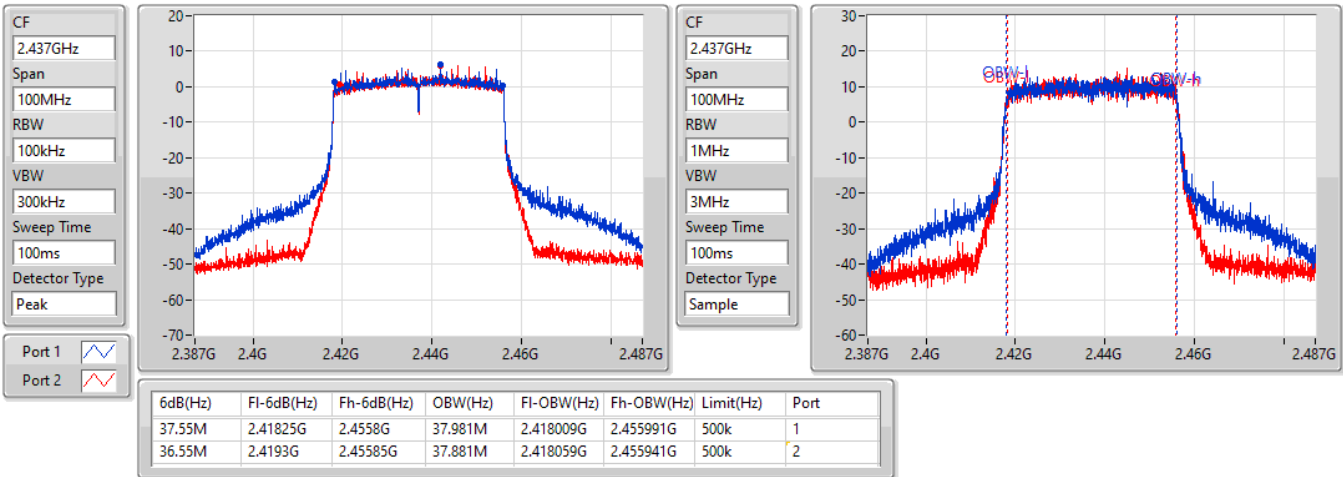 CF
2.437GHz
Span
100MHz
RBW
100kHz
VBW
300kHz
Sweep Time
100ms
Detector Type
Peak
Port 1
Port 2
20
10
0
-10
-20
-30
-40
-50
-60
-70
2.387G 2.4G 2.42G 2.44G 2.46G 2.487G
CF
2.437GHz
Span
100MHz
RBW
1MHz
VBW
3MHz
Sweep Time
100ms
Detector Type
Sample
30
20
10
0
-10
-20
-30
-40
-50
-60
OBW-l
OBW-h
2.387G 2.4G 2.42G 2.44G 2.46G 2.487G
6dB(Hz) Fl-6dB(Hz) Fh-6dB(Hz) OBW(Hz) Fl-OBW(Hz) Fh-OBW(Hz) Limit(Hz) Port
37.55M 2.41825G 2.4558G 37.981M 2.418009G 2.455991G 500k 1
36.55M 2.4193G 2.45585G 37.881M 2.418059G 2.455941G 500k 2